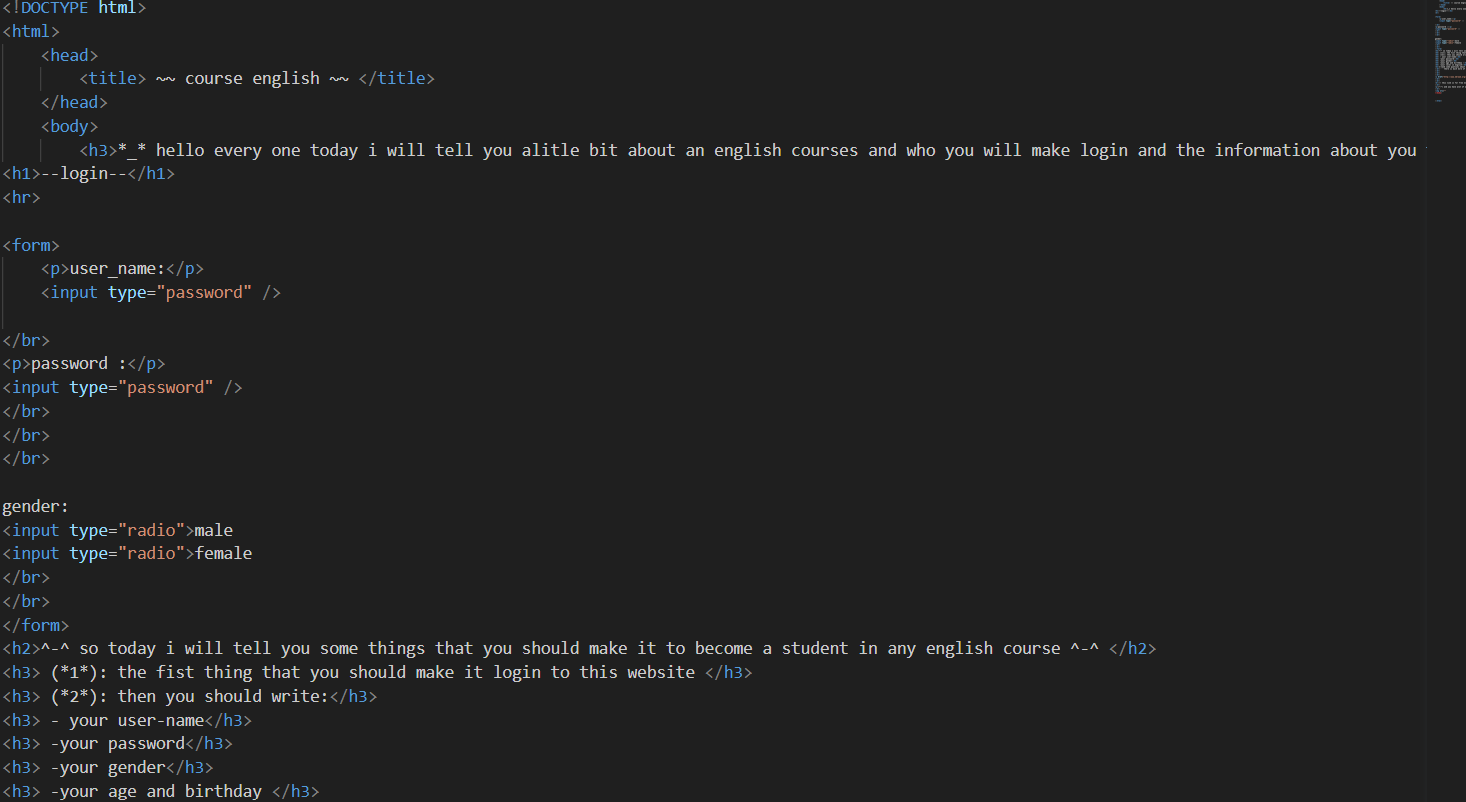 <!DOCTYPE html>
<html>
    <head>
        <title> ~~ course english ~~ </title>
    </head>
    <body>
        <h3>*_* hello every one today i will tell you alitle bit about an english courses and who you will make login and the information about you
<h1>--login--</h1>
<hr>

<form>
    <p>user_name:</p>
    <input type="password" />

</br>
<p>password :</p>
<input type="password" />
</br>
</br>
</br>

gender:
<input type="radio">male
<input type="radio">female
</br>
</br>
</form>
<h2>^-^ so today i will tell you some things that you should make it to become a student in any english course ^-^ </h2>
<h3> (*1*): the fist thing that you should make it login to this website </h3>
<h3> (*2*): then you should write:</h3>
<h3> - your user-name</h3>
<h3> -your password</h3>
<h3> -your gender</h3>
<h3> -your age and birthday </h3>